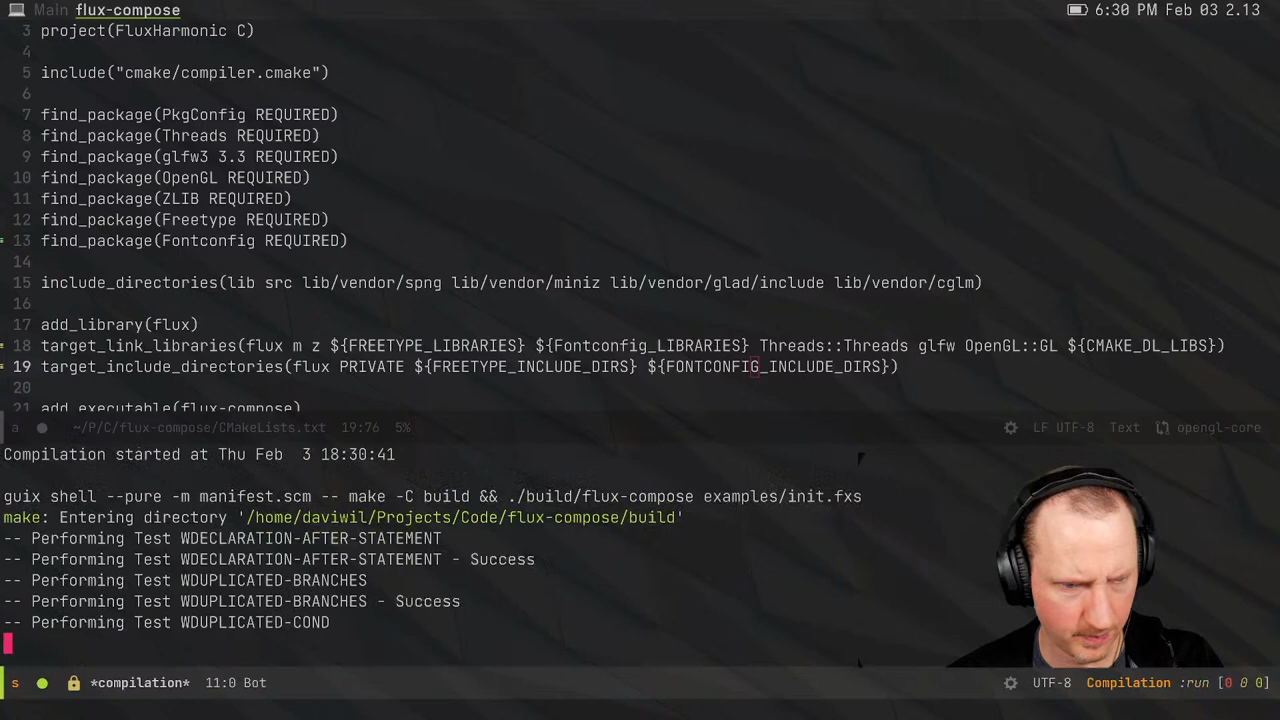 Main flux-compose 6:30 PM Feb 03 2.13
3 project(FluxHarmonic C)
4
5 include("cmake/compiler.cmake")
6
7 find_package(PkgConfig REQUIRED)
8 find_package(Threads REQUIRED)
9 find_package(glfw3 3.3 REQUIRED)
10 find_package(OpenGL REQUIRED)
11 find_package(ZLIB REQUIRED)
12 find_package(Freetype REQUIRED)
13 find_package(Fontconfig REQUIRED)
14
15 include_directories(lib src lib/vendor/spng lib/vendor/miniz lib/vendor/glad/include lib/vendor/cglm)
16
17 add_library(flux)
18 target_link_libraries(flux m z ${FREETYPE_LIBRARIES} ${Fontconfig_LIBRARIES} Threads::Threads glfw OpenGL::GL ${CMAKE_DL_LIBS})
19 target_include_directories(flux PRIVATE ${FREETYPE_INCLUDE_DIRS} ${FONTCONFIG_INCLUDE_DIRS})
20
21 add_executable(flux-compose)
a ~/P/C/flux-compose/CMakeLists.txt 19:76 5% LF UTF-8 Text opengl-core
Compilation started at Thu Feb  3 18:30:41
guix shell --pure -m manifest.scm -- make -C build && ./build/flux-compose examples/init.fxs
make: Entering directory '/home/daviwil/Projects/Code/flux-compose/build'
-- Performing Test WDECLARATION-AFTER-STATEMENT
-- Performing Test WDECLARATION-AFTER-STATEMENT - Success
-- Performing Test WDUPLICATED-BRANCHES
-- Performing Test WDUPLICATED-BRANCHES - Success
-- Performing Test WDUPLICATED-COND
s *compilation* 11:0 Bot UTF-8 Compilation :run [0 0 0]